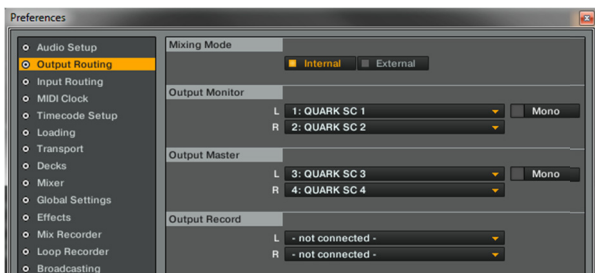 Preferences
Audio Setup
Output Routing
Input Routing
MIDI Clock
Timecode Setup
Loading
Transport
Decks
Mixer
Global Settings
Effects
Mix Recorder
Loop Recorder
Broadcasting
Mixing Mode
Internal External
Output Monitor
L 1: QUARK SC 1 Mono
R 2: QUARK SC 2
Output Master
L 3: QUARK SC 3 Mono
R 4: QUARK SC 4
Output Record
L - not connected -
R - not connected -